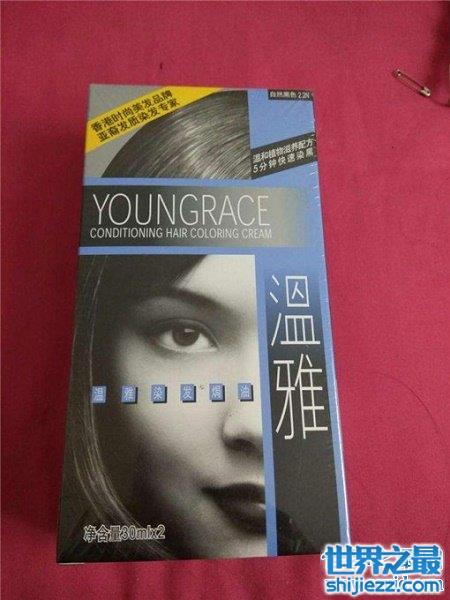 香港时尚美发品牌
亚裔发质染发专家
自然黑色 2.2N
温和植物滋养配方
5分钟快速染黑
YOUNGRACE
CONDITIONING HAIR COLORING CREAM
溫雅
溫雅染发焗油
净含量30mlx2
世界之最
shijiezz.com